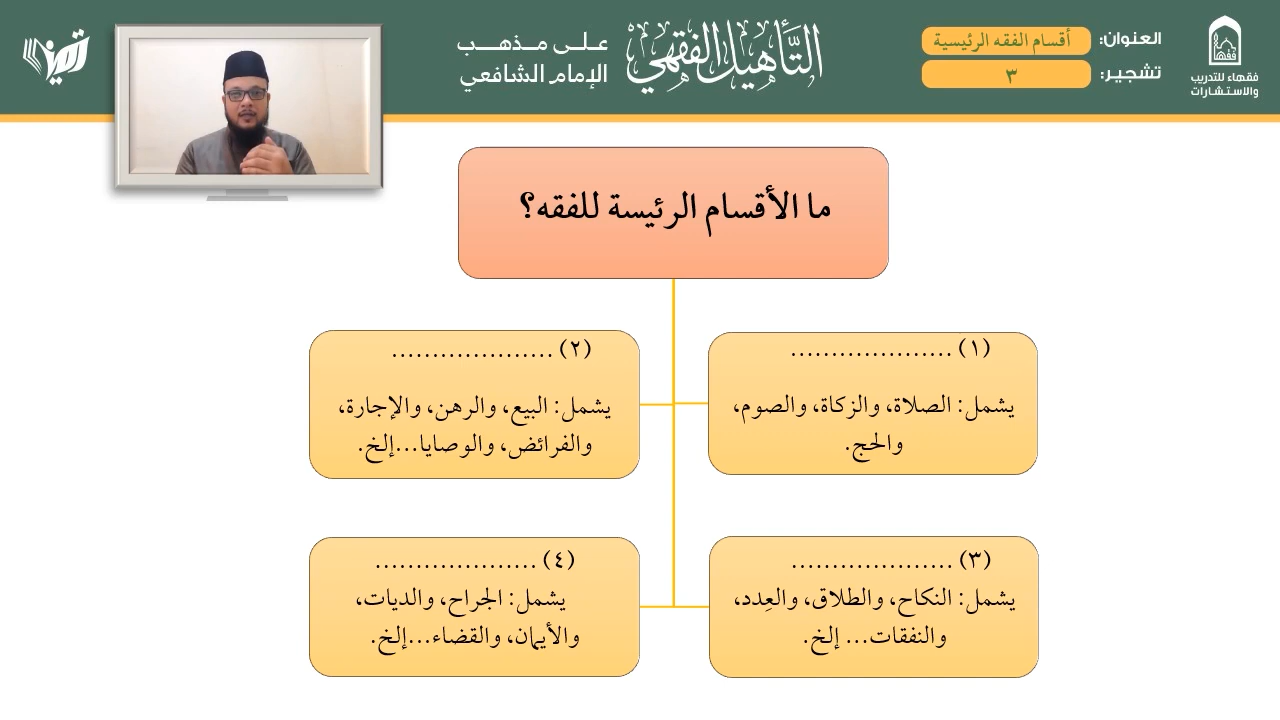 فقهاء للتدريب
والاستشارات
العنوان: أقسام الفقه الرئيسية
تشجير: ٣
التأهيل الفقهي
على مذهب
الإمام الشافعي
تميز
ما الأقسام الرئيسة للفقه؟
(١) ....................
يشمل: الصلاة، والزكاة، والصوم،
والحج.
(٢) ....................
يشمل: البيع، والرهن، والإجارة،
والفرائض، والوصايا...إلخ.
(٣) ....................
يشمل: النكاح، والطلاق، والعِدد،
والنفقات... إلخ.
(٤) ....................
يشمل: الجراح، والديات،
والأيمان، والقضاء...إلخ.